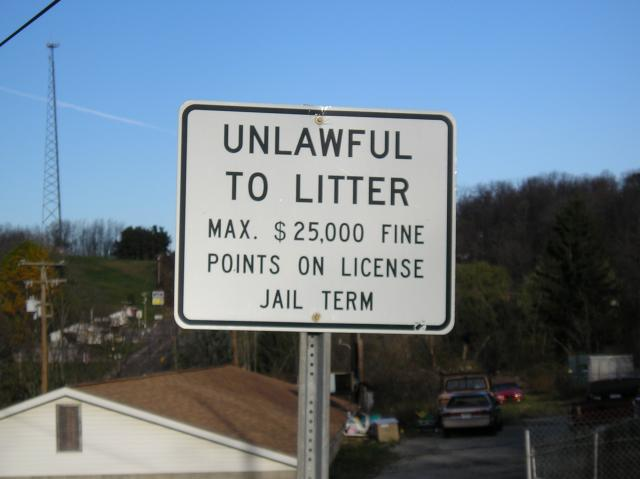 UNLAWFUL
TO LITTER
MAX. $25,000 FINE
POINTS ON LICENSE
JAIL TERM